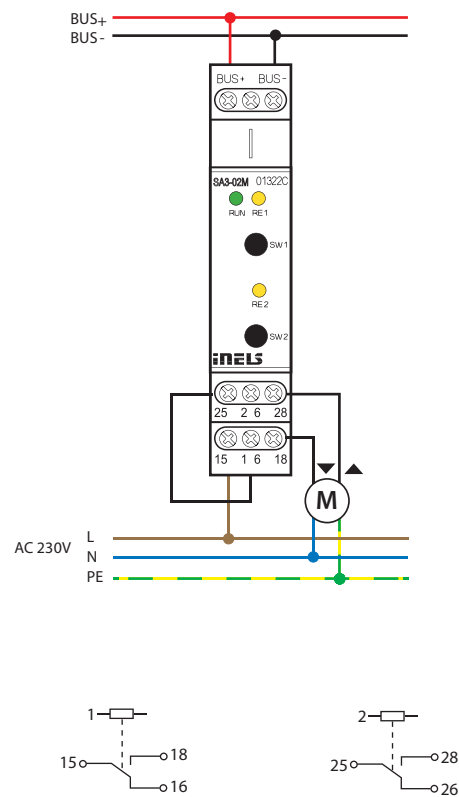 BUS+
BUS-
BUS+ BUS-
SA3-02M 01322C
RUN RE1
SW1
RE2
SW2
iNELS
25 2 6 28
15 1 6 18
M
AC 230V
L
N
PE
1
15
18
16
2
25
28
26